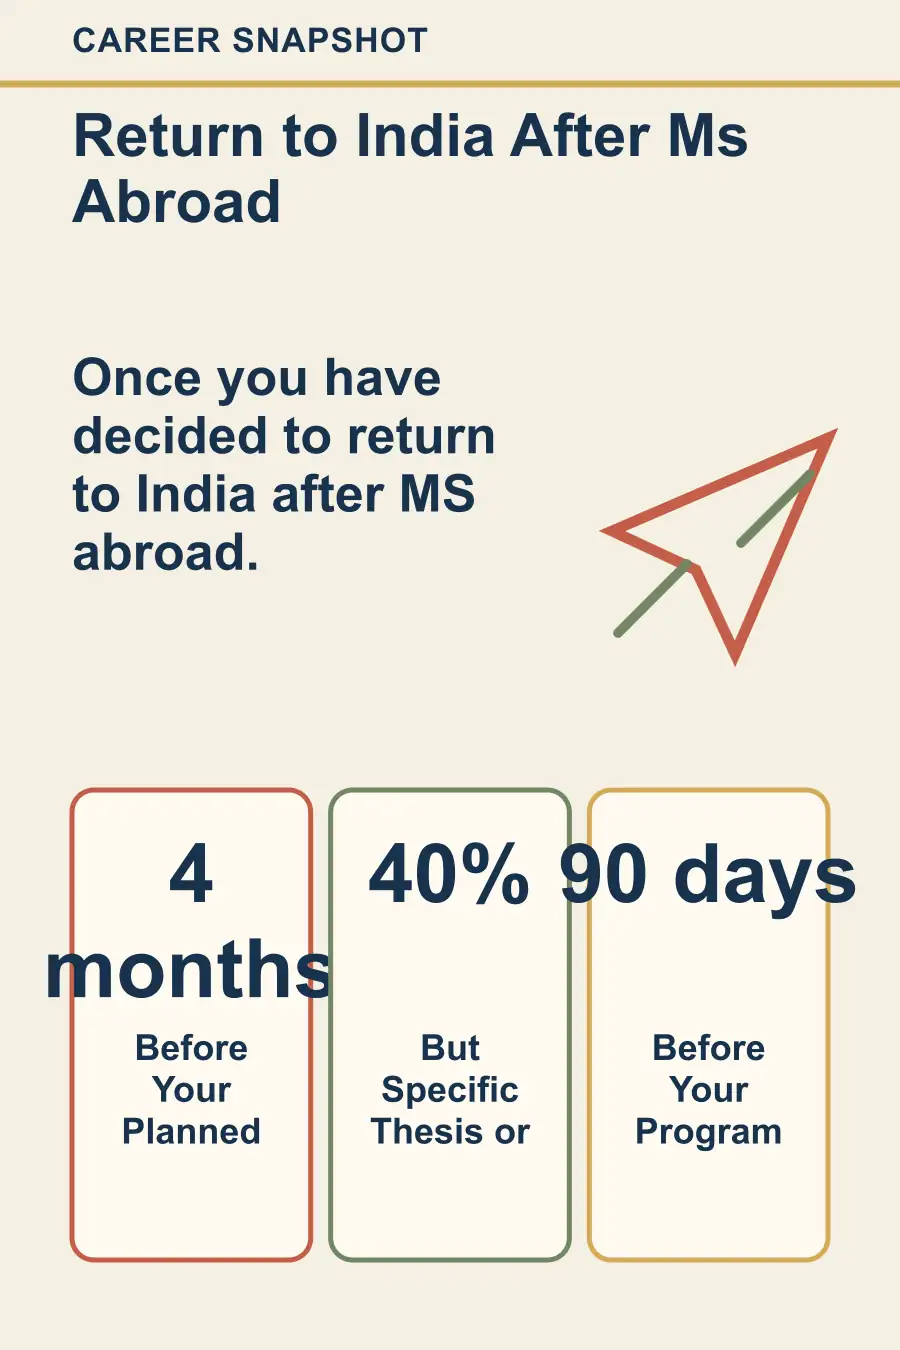 CAREER SNAPSHOT
Return to India After Ms
Abroad
Once you have
decided to return
to India after MS
abroad.
4
months
Before
Your
Planned
40%
But
Specific
Thesis or
90 days
Before
Your
Program